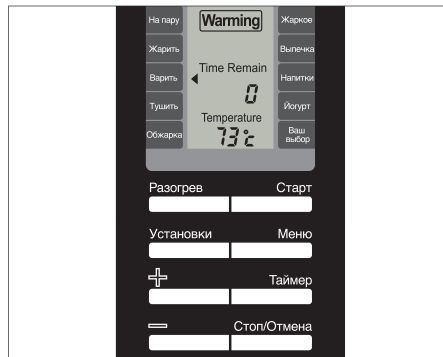 На пару
Warming
Жаркое
Жарить
Выпечка
Time Remain
Варить
Напитки
0
Тушить
Йогурт
Temperature
Обжарка
73°c
Ваш
выбор
Разогрев
Старт
Установки
Меню
Таймер
Стоп/Отмена